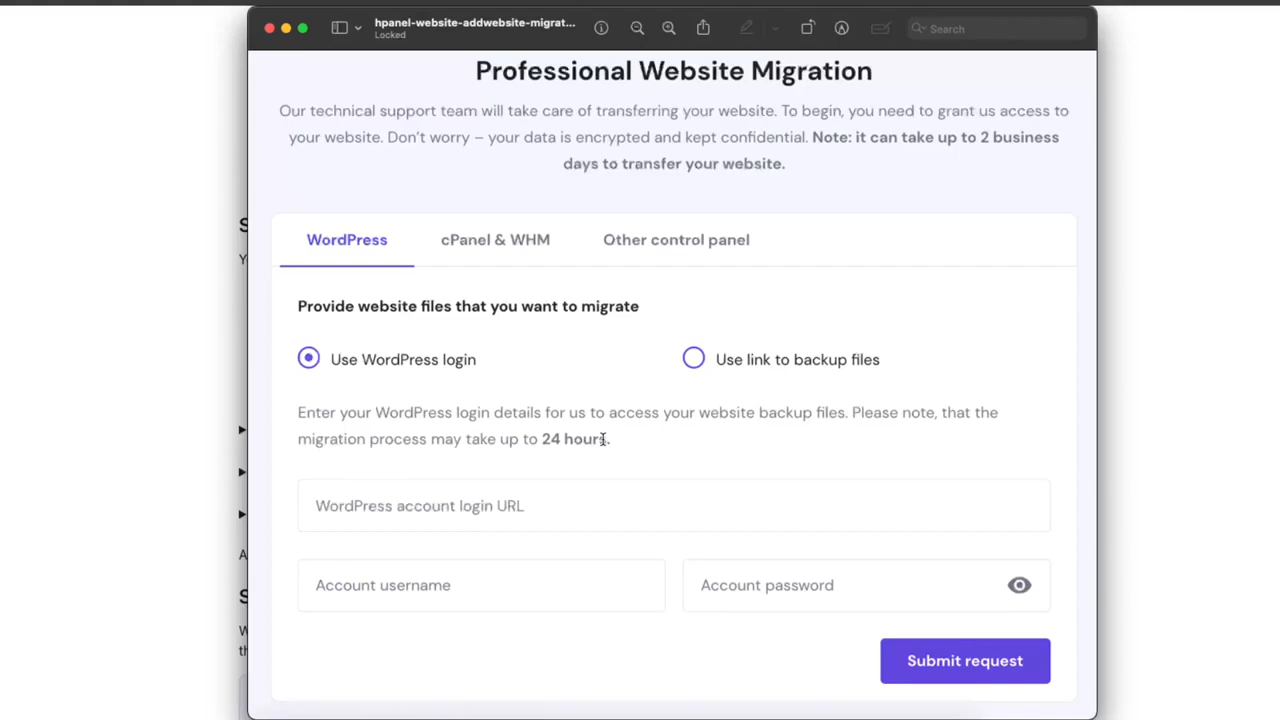 hpanel-website-addwebsite-migrat...
Locked
Search
Professional Website Migration
Our technical support team will take care of transferring your website. To begin, you need to grant us access to
your website. Don't worry – your data is encrypted and kept confidential. Note: it can take up to 2 business
days to transfer your website.
WordPress cPanel & WHM Other control panel
Provide website files that you want to migrate
Use WordPress login Use link to backup files
Enter your WordPress login details for us to access your website backup files. Please note, that the
migration process may take up to 24 hours.
WordPress account login URL
Account username Account password
Submit request